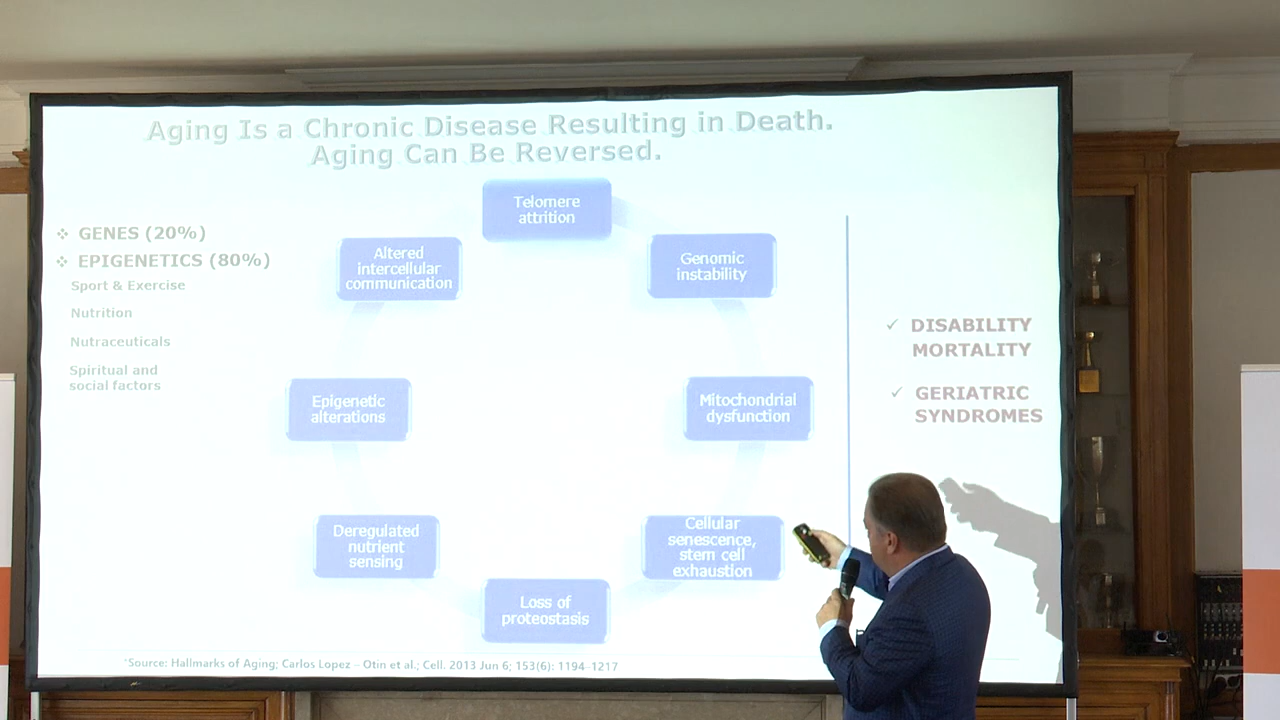 Aging Is a Chronic Disease Resulting in Death.
Aging Can Be Reversed.
❖ GENES (20%)
❖ EPIGENETICS (80%)
Sport & Exercise
Nutrition
Nutraceuticals
Spiritual and
social factors
Telomere
attrition
Genomic
instability
Mitochondrial
dysfunction
Cellular
senescence,
stem cell
exhaustion
Loss of
proteostasis
Deregulated
nutrient
sensing
Epigenetic
alterations
Altered
intercellular
communication
✓ DISABILITY
MORTALITY
✓ GERIATRIC
SYNDROMES
*Source: Hallmarks of Aging; Carlos Lopez – Otin et al.; Cell. 2013 Jun 6; 153(6): 1194-1217